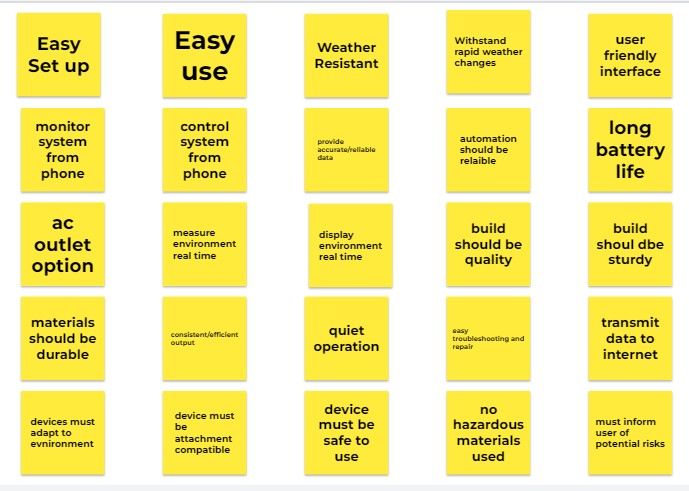 Easy
Set up
Easy
use
Weather
Resistant
Withstand
rapid weather
changes
user
friendly
interface
monitor
system
from
phone
control
system
from
phone
provide
accurate/reliable
data
automation
should be
relaible
long
battery
life
ac
outlet
option
measure
environment
real time
display
environment
real time
build
should be
quality
build
shoul dbe
sturdy
materials
should be
durable
consistent/efficient
output
quiet
operation
easy
troubleshooting and
repair
transmit
data to
internet
devices must
adapt to
evnironment
device must
be
attachment
compatible
device
must be
safe to
use
no
hazardous
materials
used
must inform
user of
potential risks